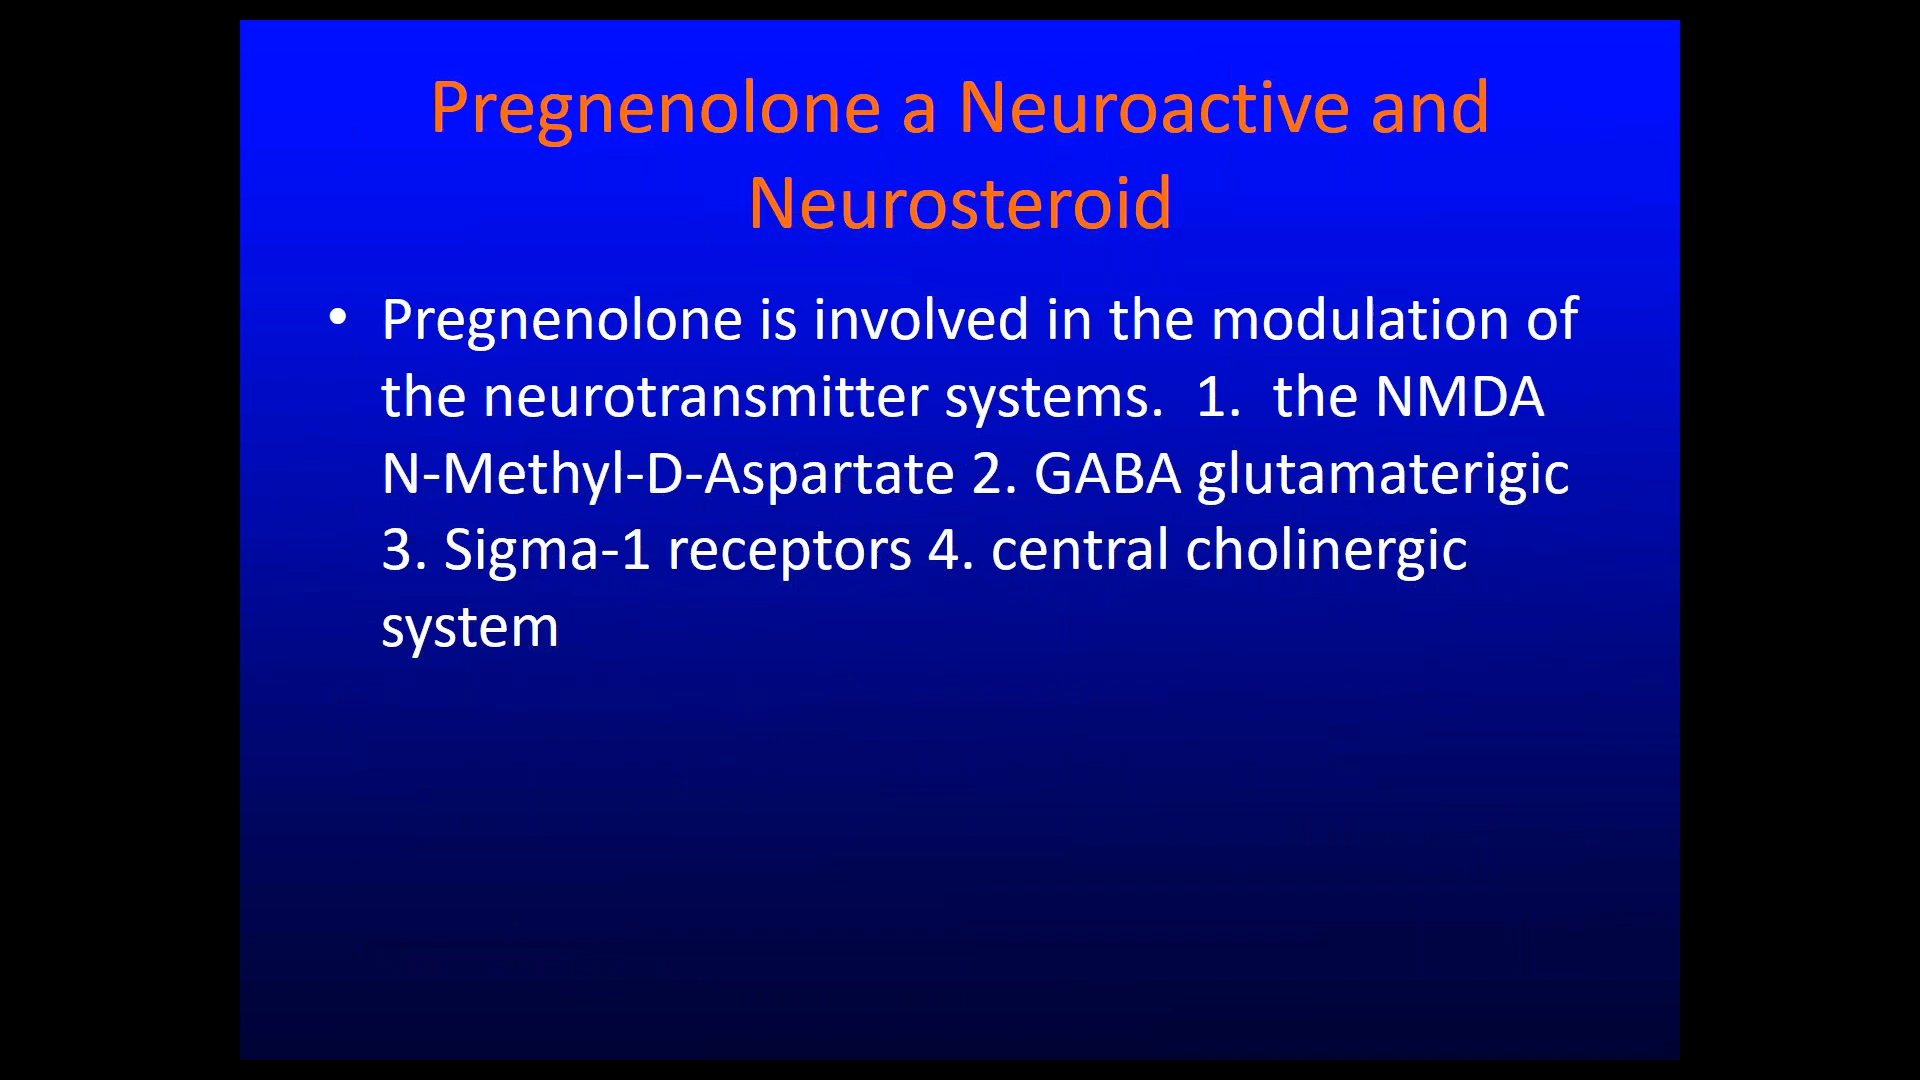 Pregnenolone a Neuroactive and
Neurosteroid
• Pregnenolone is involved in the modulation of
the neurotransmitter systems.  1.  the NMDA
N-Methyl-D-Aspartate 2. GABA glutamaterigic
3. Sigma-1 receptors 4. central cholinergic
system